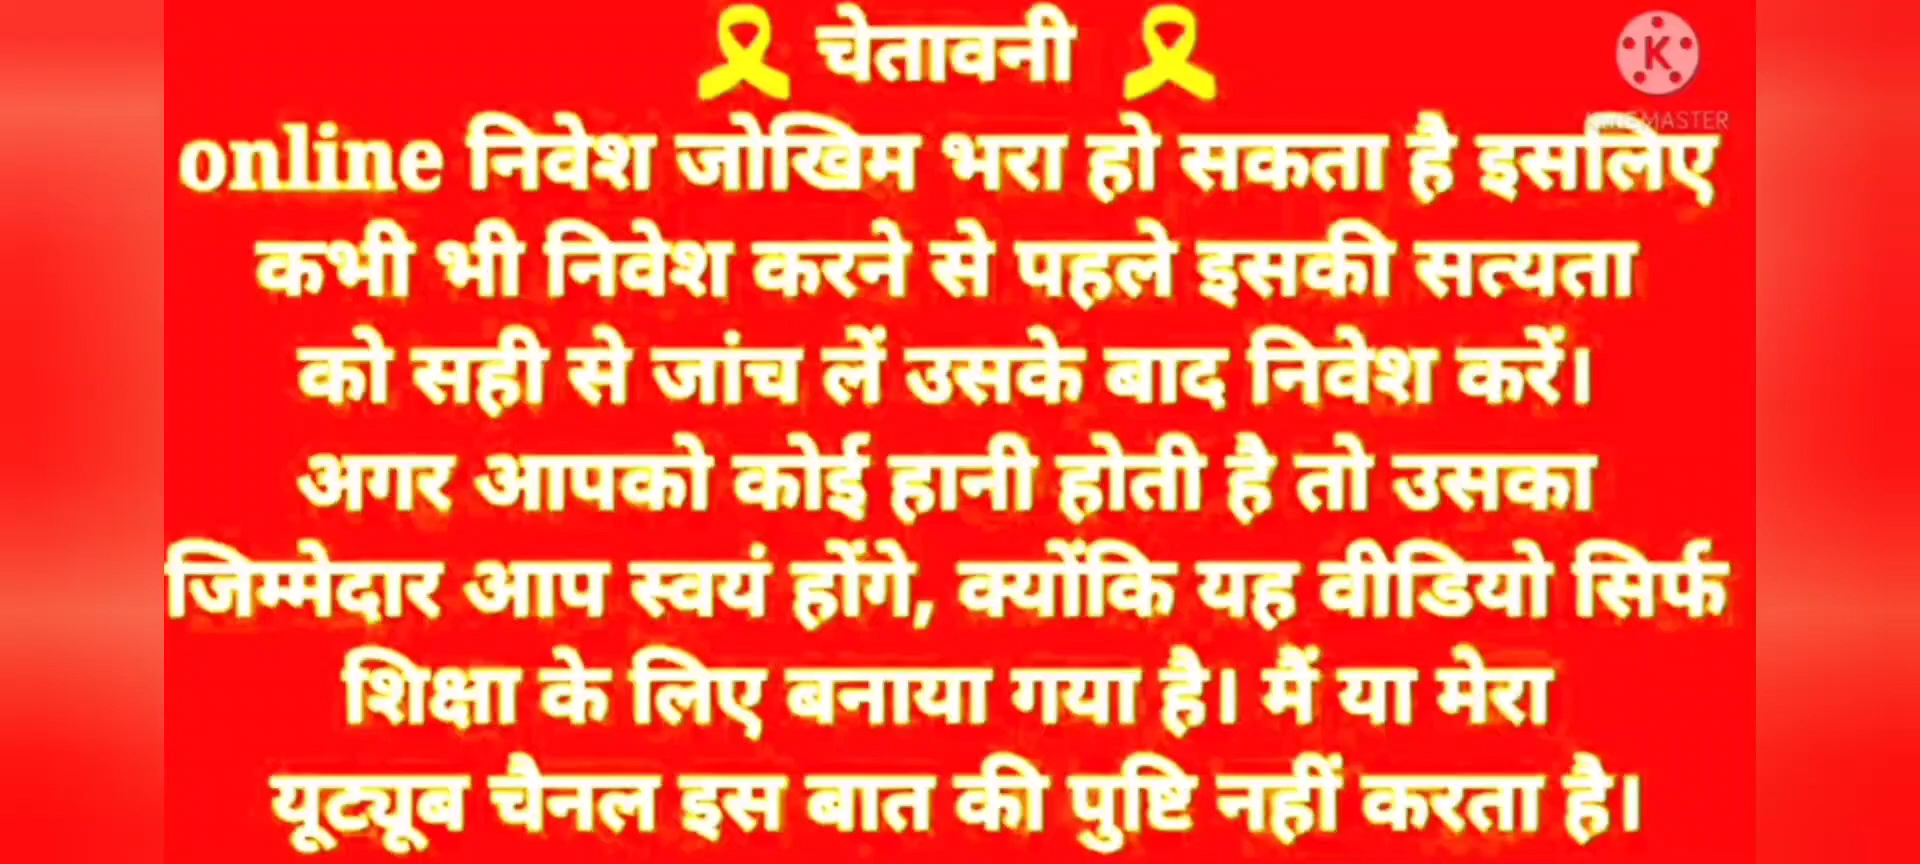 चेतावनी
online निवेश जोखिम भरा हो सकता है इसलिए
कभी भी निवेश करने से पहले इसकी सत्यता
को सही से जांच लें उसके बाद निवेश करें।
अगर आपको कोई हानी होती है तो उसका
जिम्मेदार आप स्वयं होंगे, क्योंकि यह वीडियो सिर्फ
शिक्षा के लिए बनाया गया है। मैं या मेरा
यूट्यूब चैनल इस बात की पुष्टि नहीं करता है।
K
KINEMASTER